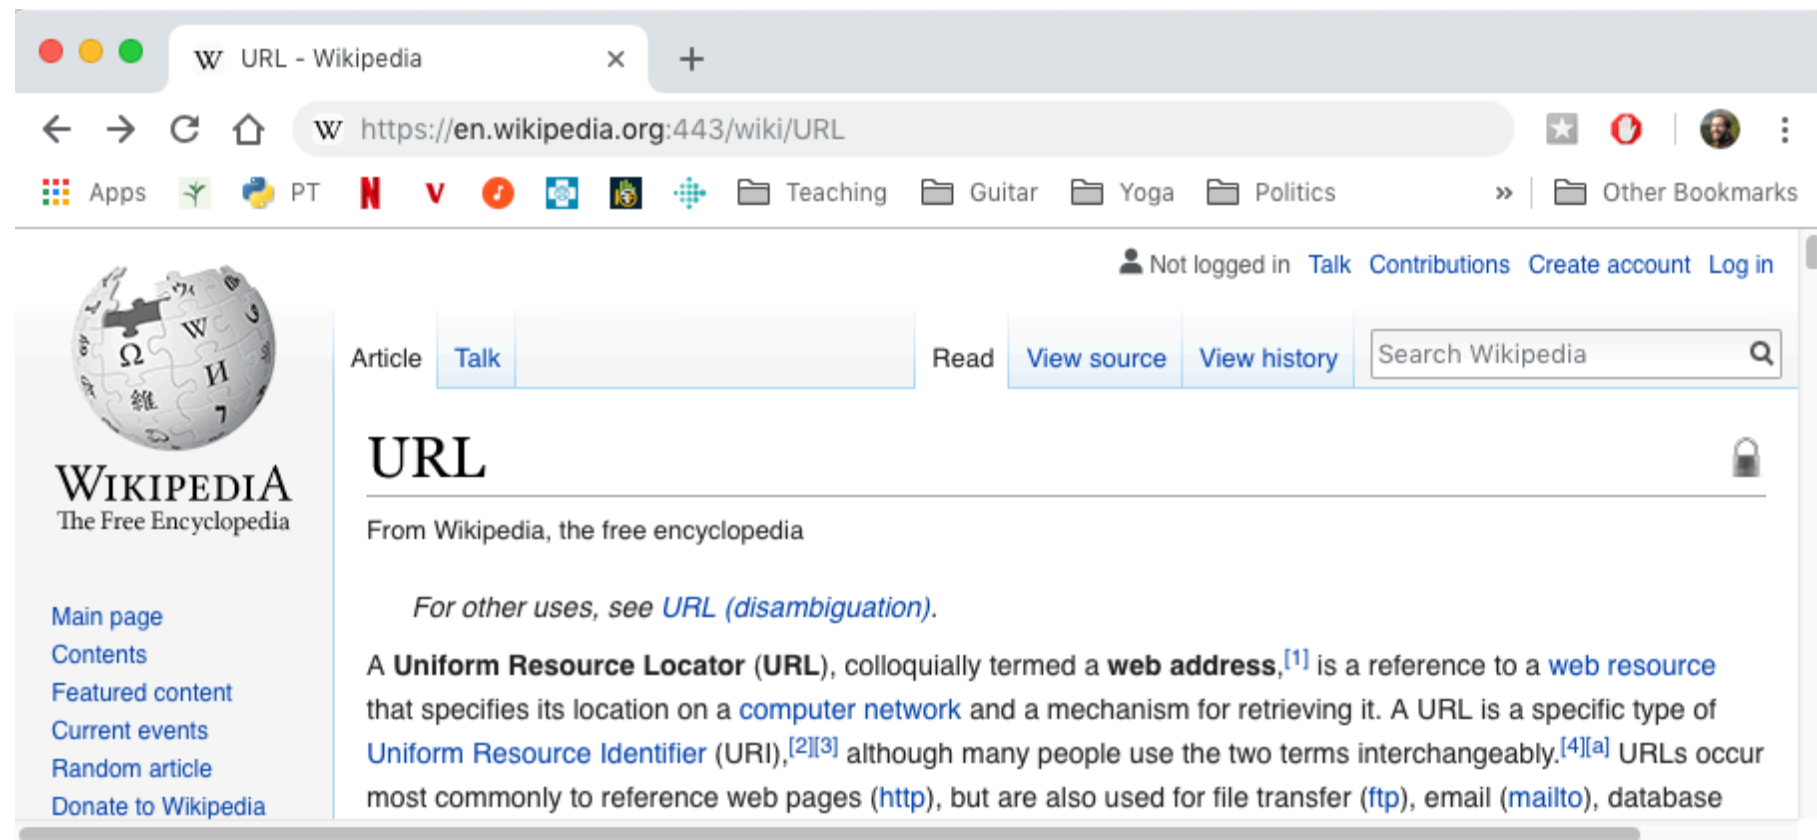 W URL - Wikipedia × +
W https://en.wikipedia.org:443/wiki/URL
Apps PT N V Teaching Guitar Yoga Politics » Other Bookmarks
Not logged in Talk Contributions Create account Log in
Article Talk Read View source View history Search Wikipedia
Ω W И 維 7
WIKIPEDIA
The Free Encyclopedia
Main page
Contents
Featured content
Current events
Random article
Donate to Wikipedia
URL
From Wikipedia, the free encyclopedia
For other uses, see URL (disambiguation).
A Uniform Resource Locator (URL), colloquially termed a web address,[1] is a reference to a web resource
that specifies its location on a computer network and a mechanism for retrieving it. A URL is a specific type of
Uniform Resource Identifier (URI),[2][3] although many people use the two terms interchangeably.[4][a] URLs occur
most commonly to reference web pages (http), but are also used for file transfer (ftp), email (mailto), database